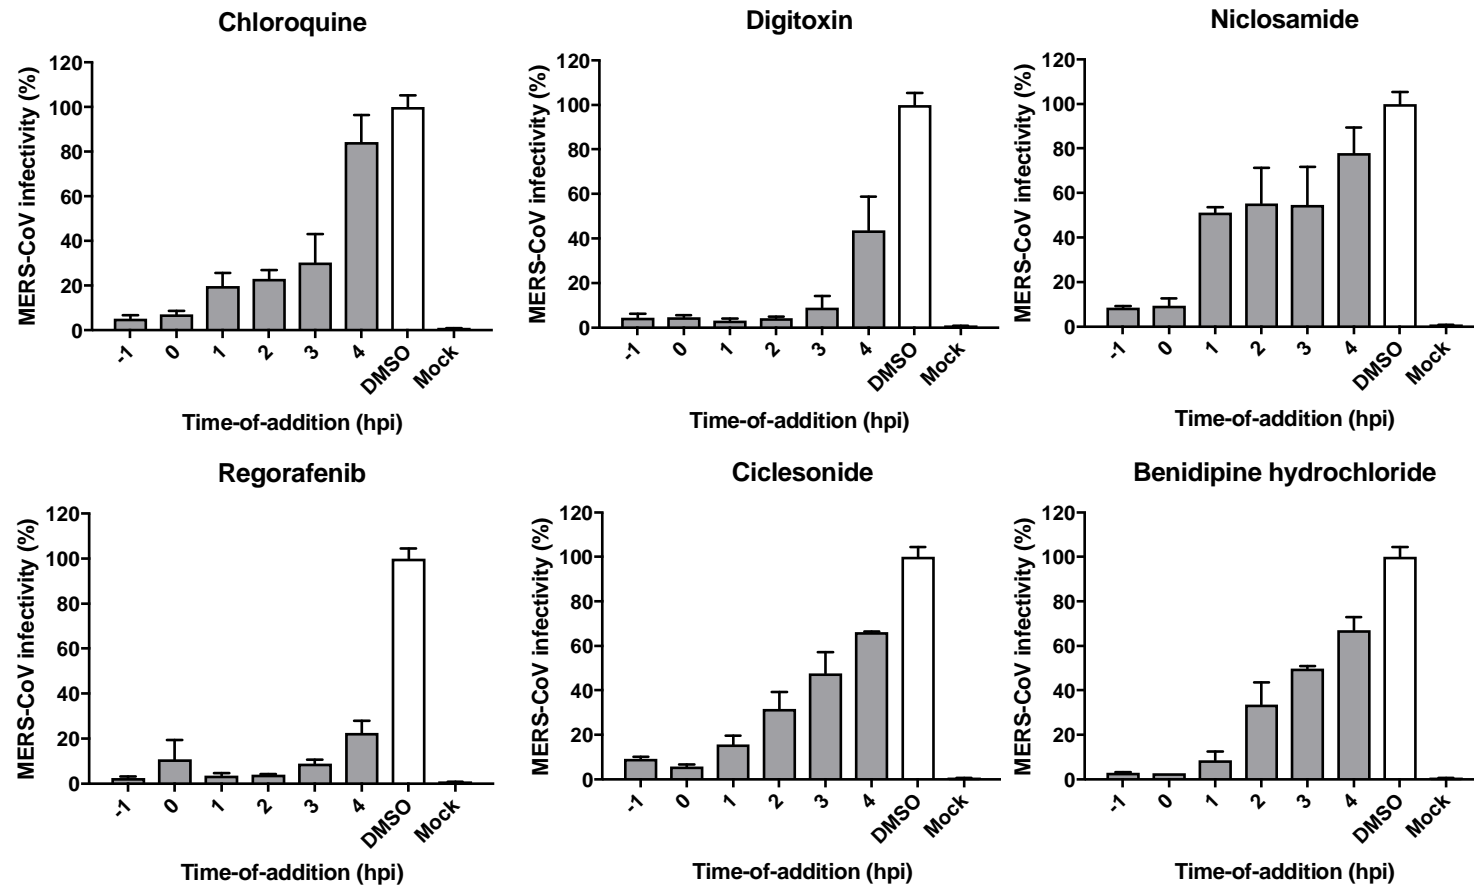 Chloroquine
MERS-CoV infectivity (%)
120
100
80
60
40
20
0
-1 0 1 2 3 4 DMSO Mock
Time-of-addition (hpi)
Digitoxin
MERS-CoV infectivity (%)
120
100
80
60
40
20
0
-1 0 1 2 3 4 DMSO Mock
Time-of-addition (hpi)
Niclosamide
MERS-CoV infectivity (%)
120
100
80
60
40
20
0
-1 0 1 2 3 4 DMSO Mock
Time-of-addition (hpi)
Regorafenib
MERS-CoV infectivity (%)
120
100
80
60
40
20
0
-1 0 1 2 3 4 DMSO Mock
Time-of-addition (hpi)
Ciclesonide
MERS-CoV infectivity (%)
120
100
80
60
40
20
0
-1 0 1 2 3 4 DMSO Mock
Time-of-addition (hpi)
Benidipine hydrochloride
MERS-CoV infectivity (%)
120
100
80
60
40
20
0
-1 0 1 2 3 4 DMSO Mock
Time-of-addition (hpi)